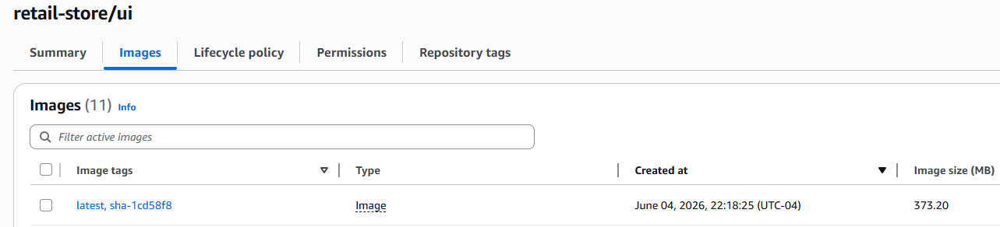 retail-store/ui
Summary Images Lifecycle policy Permissions Repository tags
Images (11) Info
Filter active images
Image tags Type Created at Image size (MB)
latest, sha-1cd58f8 Image June 04, 2026, 22:18:25 (UTC-04) 373.20